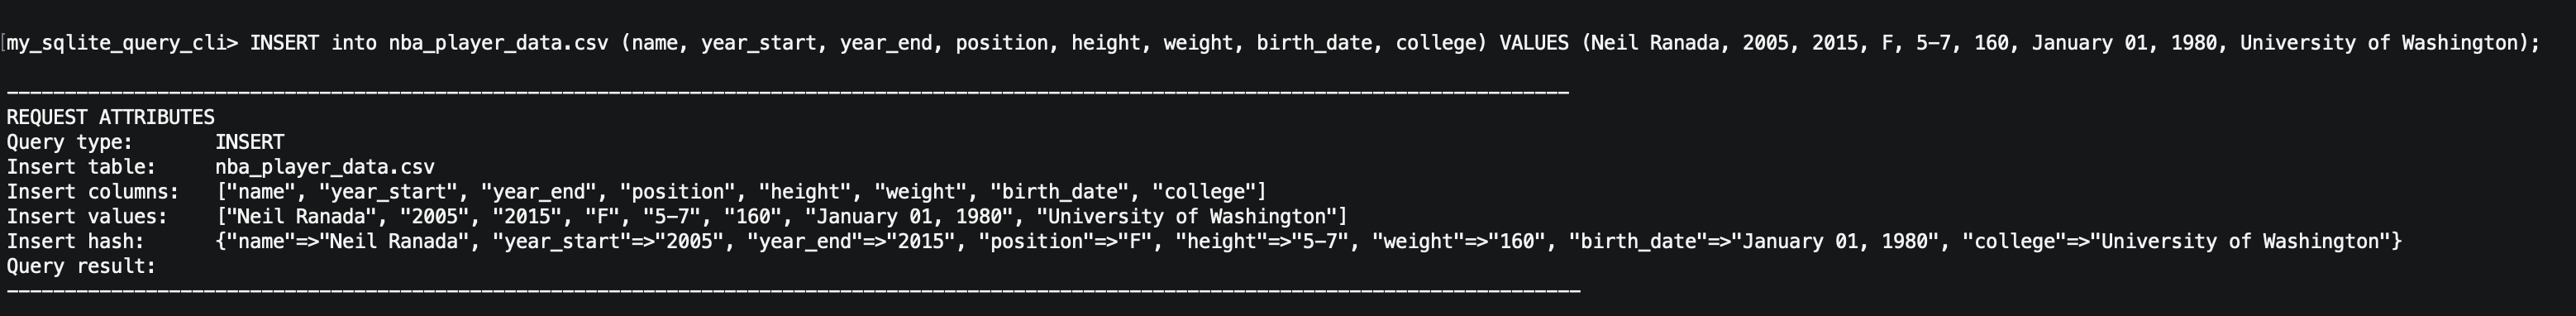 [my_sqlite_query_cli> INSERT into nba_player_data.csv (name, year_start, year_end, position, height, weight, birth_date, college) VALUES (Neil Ranada, 2005, 2015, F, 5-7, 160, January 01, 1980, University of Washington);
REQUEST ATTRIBUTES
Query type: INSERT
Insert table: nba_player_data.csv
Insert columns: ["name", "year_start", "year_end", "position", "height", "weight", "birth_date", "college"]
Insert values: ["Neil Ranada", "2005", "2015", "F", "5-7", "160", "January 01, 1980", "University of Washington"]
Insert hash: {"name"=>"Neil Ranada", "year_start"=>"2005", "year_end"=>"2015", "position"=>"F", "height"=>"5-7", "weight"=>"160", "birth_date"=>"January 01, 1980", "college"=>"University of Washington"}
Query result: